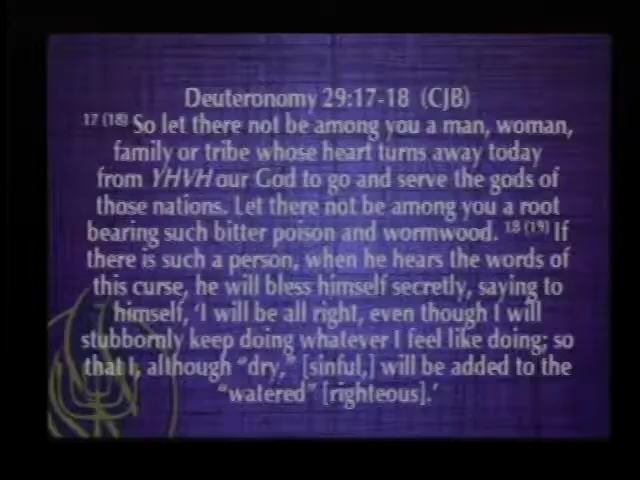 Deuteronomy 29:17-18 (CJB)
17 (18) So let there not be among you a man, woman,
family or tribe whose heart turns away today
from YHVH our God to go and serve the gods of
those nations. Let there not be among you a root
bearing such bitter poison and wormwood. 18 (19) If
there is such a person, when he hears the words of
this curse, he will bless himself secretly, saying to
himself, 'I will be all right, even though I will
stubbornly keep doing whatever I feel like doing; so
that I, although "dry," [sinful,] will be added to the
"watered" [righteous].'